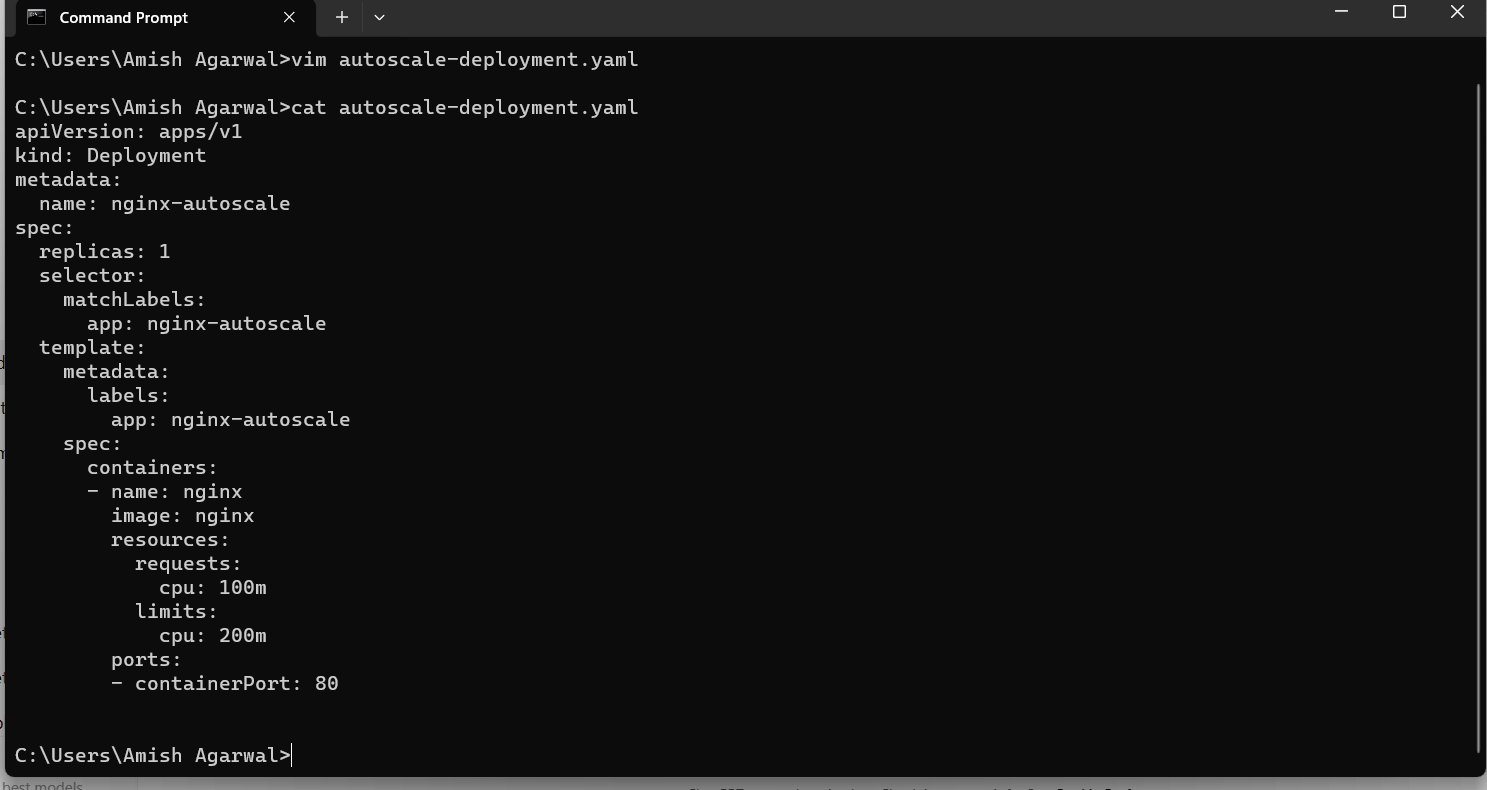 Command Prompt
C:\Users\Amish Agarwal>vim autoscale-deployment.yaml
C:\Users\Amish Agarwal>cat autoscale-deployment.yaml
apiVersion: apps/v1
kind: Deployment
metadata:
  name: nginx-autoscale
spec:
  replicas: 1
  selector:
    matchLabels:
      app: nginx-autoscale
  template:
    metadata:
      labels:
        app: nginx-autoscale
    spec:
      containers:
      - name: nginx
        image: nginx
        resources:
          requests:
            cpu: 100m
          limits:
            cpu: 200m
        ports:
        - containerPort: 80
C:\Users\Amish Agarwal>
best models